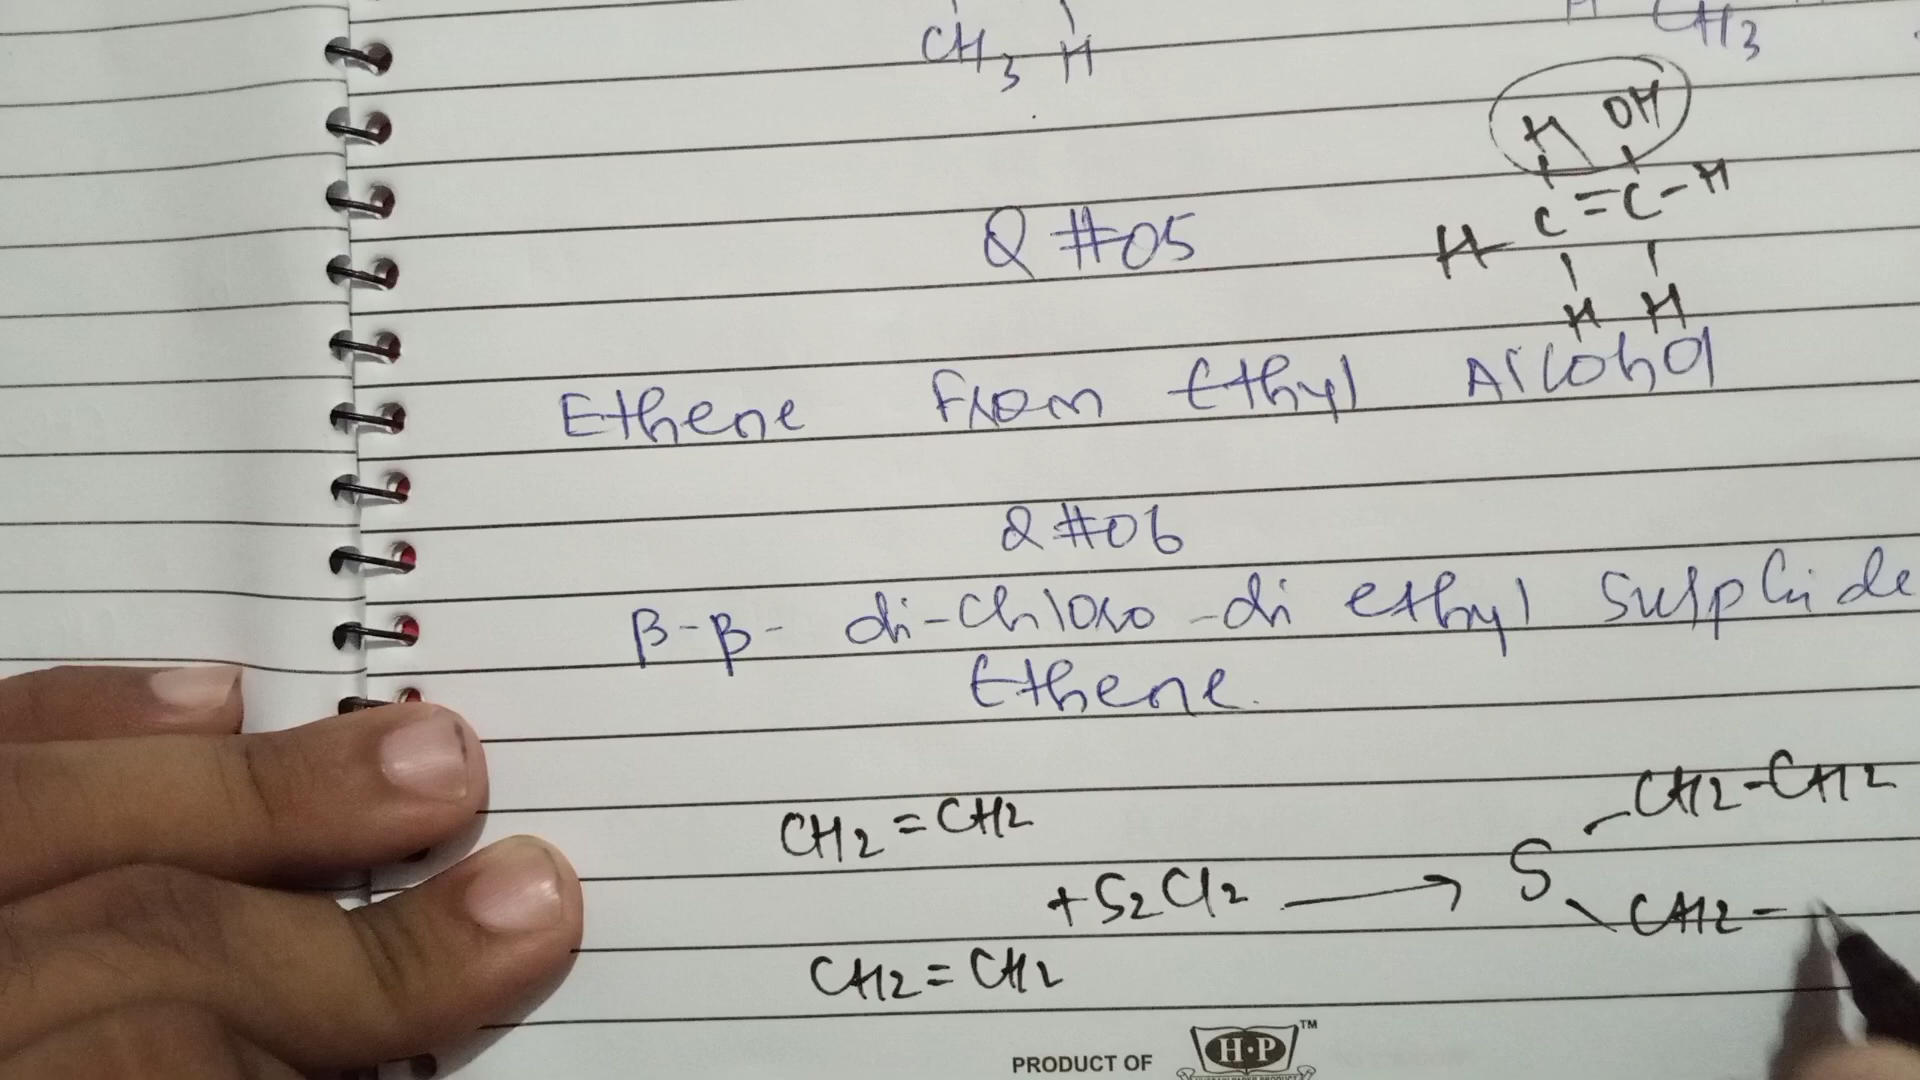 CH3 H
H CH3
H OH
H-C=C-H
H H
Q #05
Ethene From Ethyl Alcohol
Q #06
β-β- di-chloro-di ethyl Sulphide
Ethene.
CH2=CH2
CH2-CH2
+S2Cl2 → S
CH2-
CH2=CH2
PRODUCT OF H·P TM